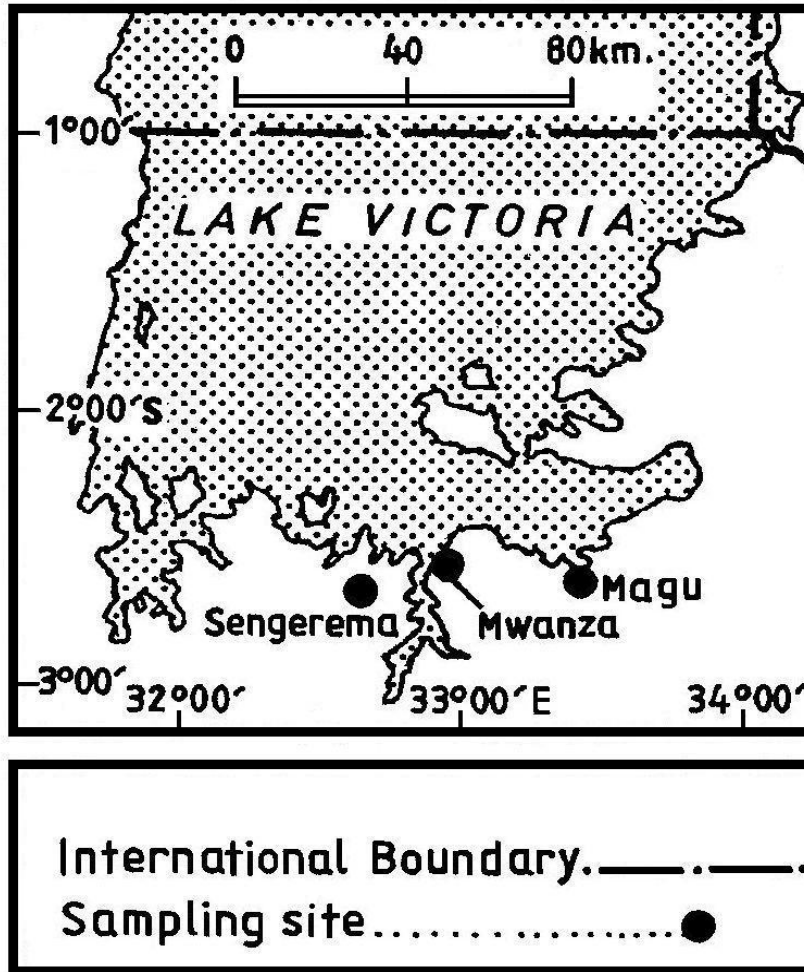 0 40 80km.
1°00′
LAKE VICTORIA
2°00′S
Magu
Sengerema Mwanza
3°00′ 32°00′ 33°00′E 34°00′
International Boundary.
Sampling site....................